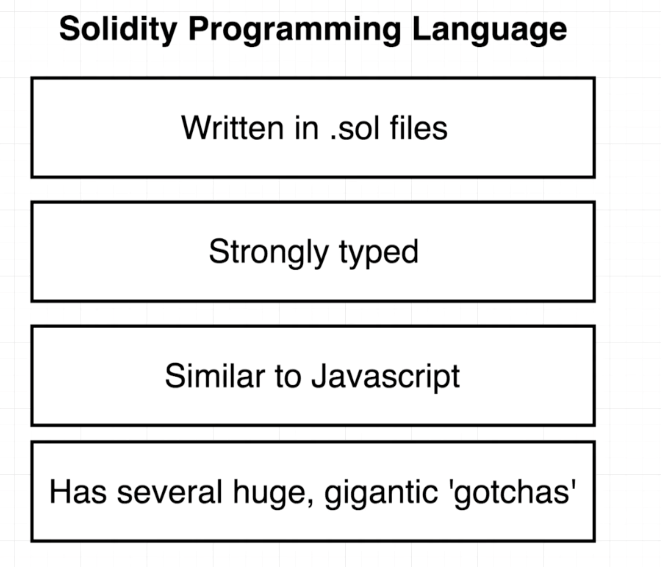 Solidity Programming Language
Written in .sol files
Strongly typed
Similar to Javascript
Has several huge, gigantic 'gotchas'